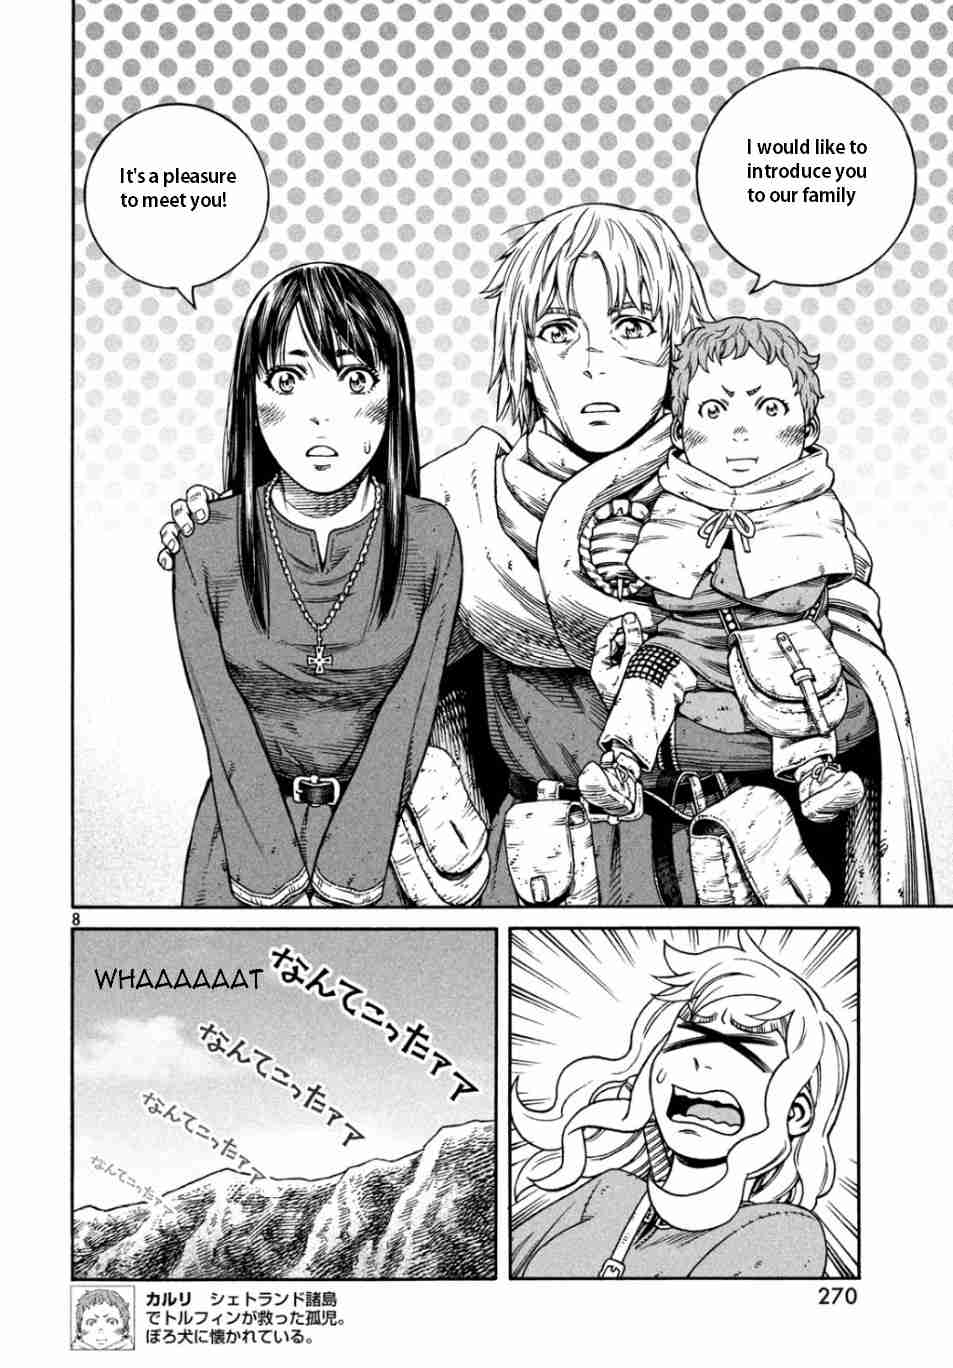 I would like to
introduce you
to our family
It's a pleasure
to meet you!
8
WHAAAAAAT
なんてこったァァ
なんてこったァァ
なんてこったァァ
なんてこったァ
270
カルリ シェトランド諸島
でトルフィンが救った孤児。
ぼろ犬に懐かれている。